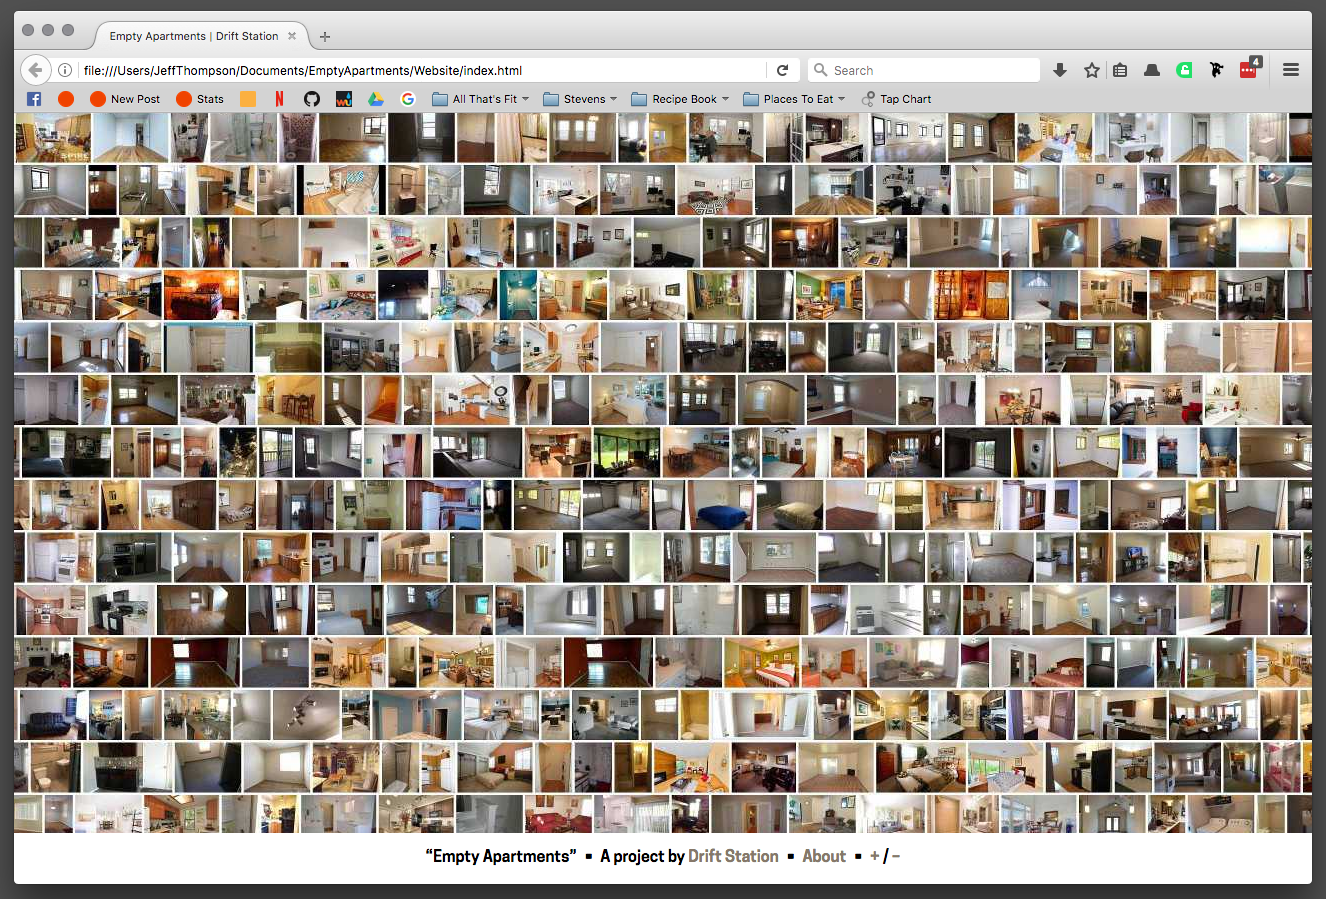 Empty Apartments | Drift Station
file:///Users/JeffThompson/Documents/EmptyApartments/Website/index.html
Search
4
New Post
Stats
All That's Fit
Stevens
Recipe Book
Places To Eat
Tap Chart
“Empty Apartments” ▪ A project by Drift Station ▪ About ▪ + / –